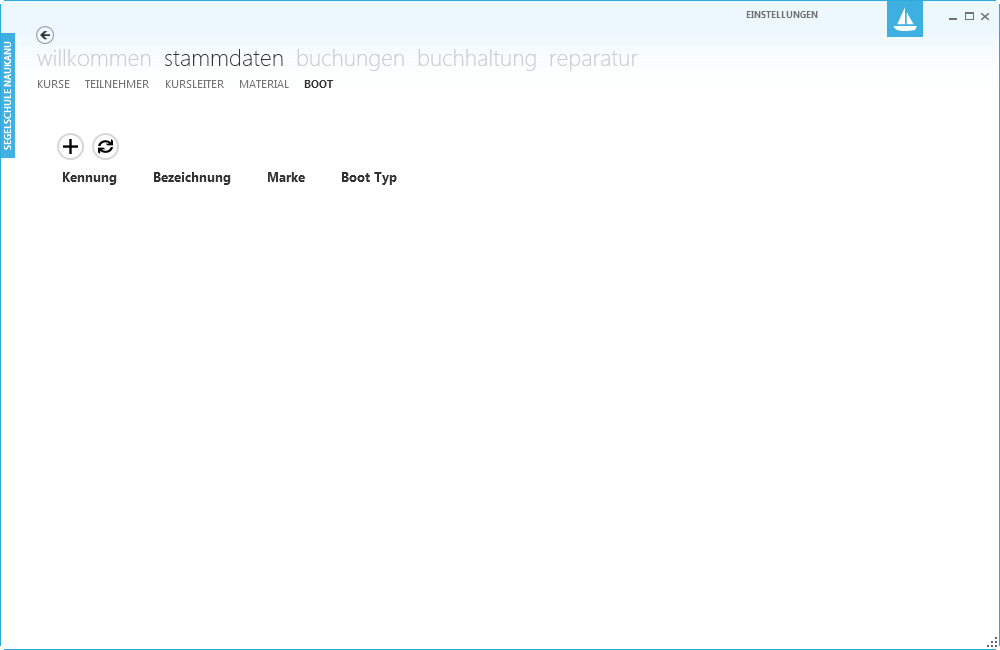 EINSTELLUNGEN
SEGELSCHULE NAUKANU
willkommen stammdaten buchungen buchhaltung reparatur
KURSE TEILNEHMER KURSLEITER MATERIAL BOOT
Kennung Bezeichnung Marke Boot Typ